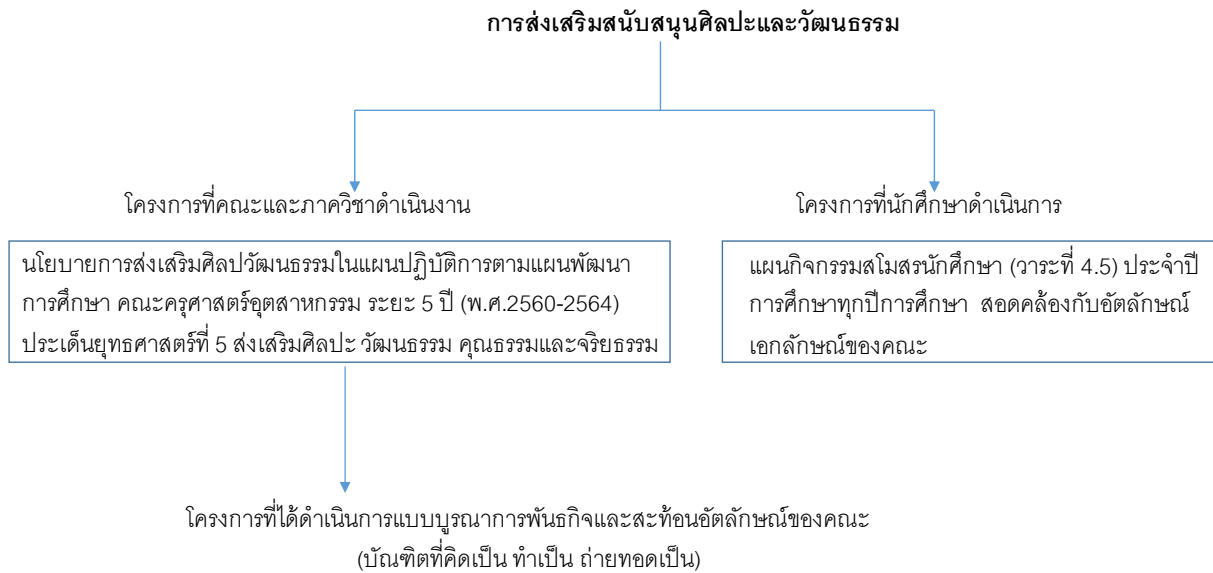 การส่งเสริมสนับสนุนศิลปะและวัฒนธรรม
โครงการที่คณะและภาควิชาดำเนินงาน
นโยบายการส่งเสริมศิลปวัฒนธรรมในแผนปฏิบัติการตามแผนพัฒนา
การศึกษา คณะครุศาสตร์อุตสาหกรรม ระยะ 5 ปี (พ.ศ.2560-2564)
ประเด็นยุทธศาสตร์ที่ 5 ส่งเสริมศิลปะ วัฒนธรรม คุณธรรมและจริยธรรม
โครงการที่นักศึกษาดำเนินการ
แผนกิจกรรมสโมสรนักศึกษา (วาระที่ 4.5) ประจำปี
การศึกษาทุกปีการศึกษา สอดคล้องกับอัตลักษณ์
เอกลักษณ์ของคณะ
โครงการที่ได้ดำเนินการแบบบูรณาการพันธกิจและสะท้อนอัตลักษณ์ของคณะ
(บัณฑิตที่คิดเป็น ทำเป็น ถ่ายทอดเป็น)